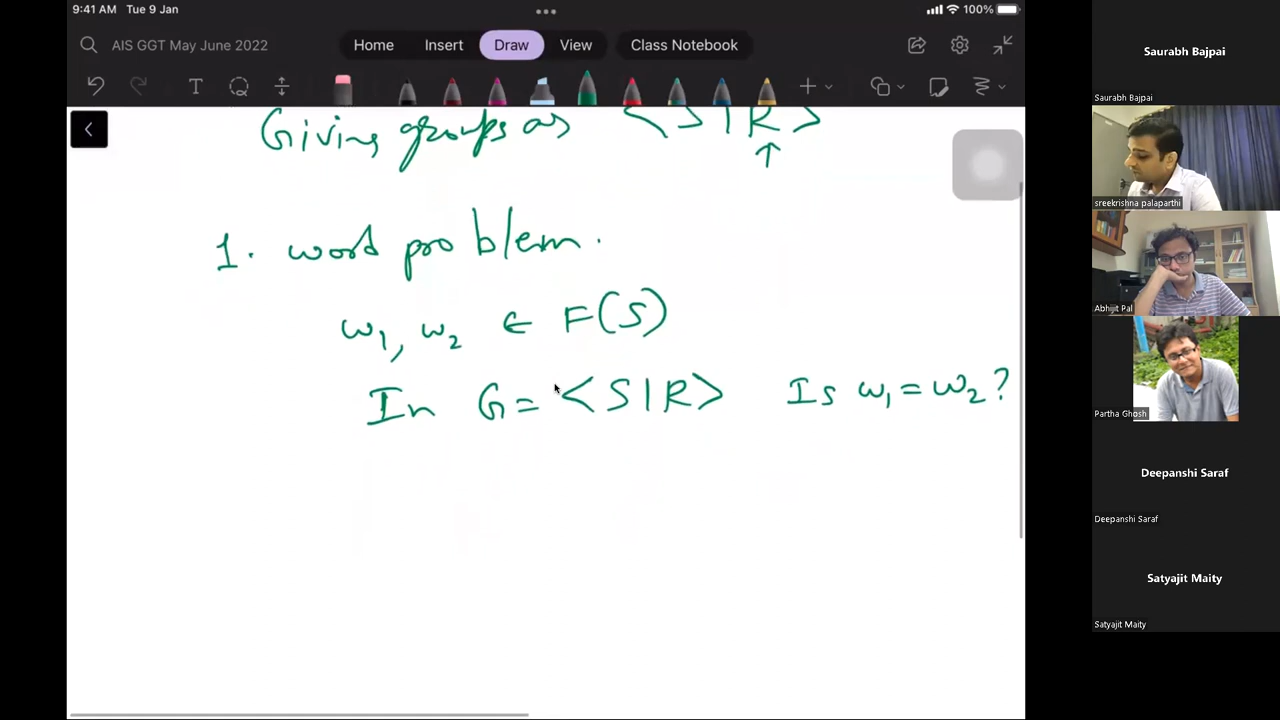 9:41 AM Tue 9 Jan
100%
AIS GGT May June 2022
Home Insert Draw View Class Notebook
Giving groups as <S|R>
↑
1. word problem.
w₁, w₂ ∈ F(S)
In G = <S|R> Is w₁ = w₂?
Saurabh Bajpai
Saurabh Bajpai
sreekrishna palaparthi
Abhijit Pal
Partha Ghosh
Deepanshi Saraf
Deepanshi Saraf
Satyajit Maity
Satyajit Maity